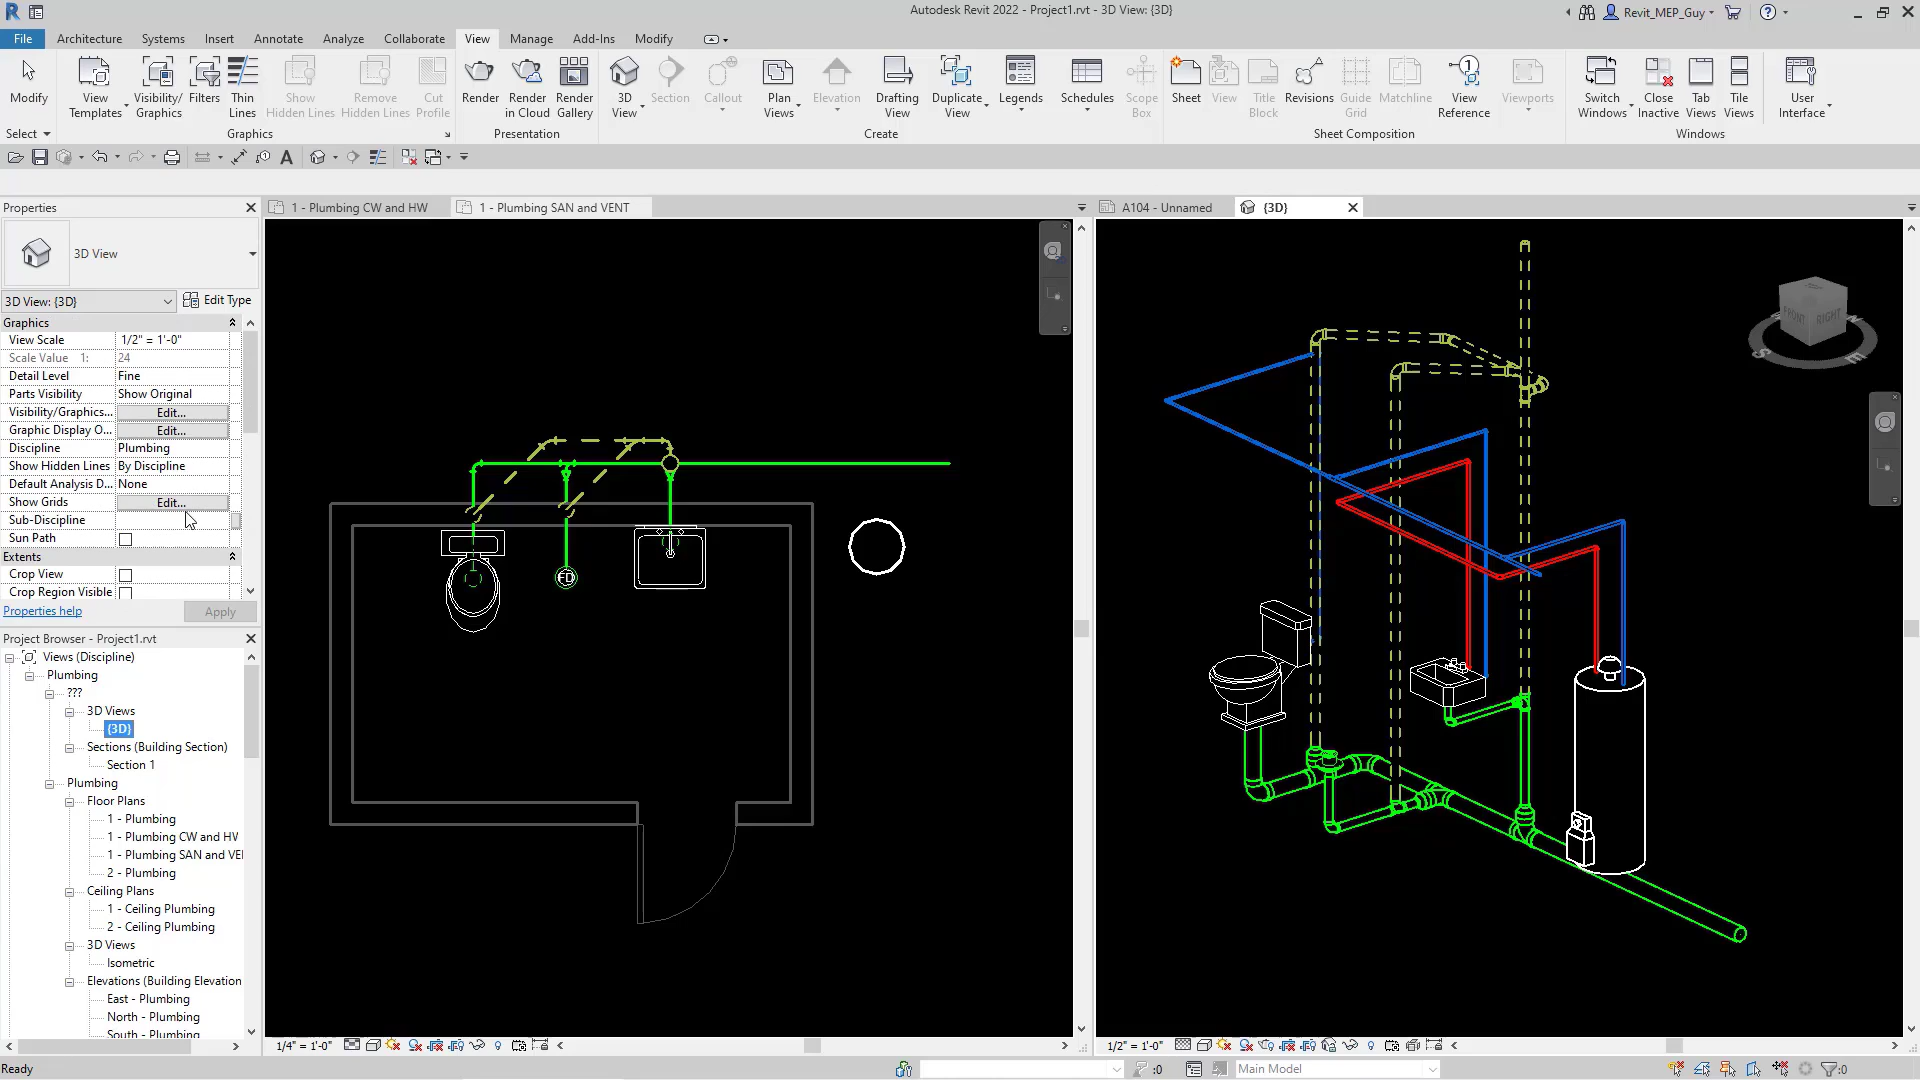 Autodesk Revit 2022 - Project1.rvt - 3D View: {3D}
Revit_MEP_Guy
File Architecture Systems Insert Annotate Analyze Collaborate View Manage Add-Ins Modify
Modify
View Templates
Visibility/ Graphics
Filters
Thin Lines
Show Hidden Lines
Remove Hidden Lines
Cut Profile
Render
Render in Cloud
Render Gallery
3D View
Section
Callout
Plan Views
Elevation
Drafting View
Duplicate View
Legends
Schedules
Scope Box
Sheet
View
Title Block
Revisions
Guide Grid
Matchline
View Reference
Viewports
Switch Windows
Close Inactive
Tab Views
Tile Views
User Interface
Select Graphics Presentation Create Sheet Composition Windows
Properties
3D View
3D View: {3D} Edit Type
Graphics
View Scale 1/2" = 1'-0"
Scale Value 1: 24
Detail Level Fine
Parts Visibility Show Original
Visibility/Graphics... Edit...
Graphic Display O... Edit...
Discipline Plumbing
Show Hidden Lines By Discipline
Default Analysis D... None
Show Grids Edit...
Sub-Discipline
Sun Path
Extents
Crop View
Crop Region Visible
Properties help Apply
Project Browser - Project1.rvt
Views (Discipline)
Plumbing
???
3D Views
{3D}
Sections (Building Section)
Section 1
Plumbing
Floor Plans
1 - Plumbing
1 - Plumbing CW and HW
1 - Plumbing SAN and VE
2 - Plumbing
Ceiling Plans
1 - Ceiling Plumbing
2 - Ceiling Plumbing
3D Views
Isometric
Elevations (Building Elevation
East - Plumbing
North - Plumbing
South - Plumbing
1 - Plumbing CW and HW
1 - Plumbing SAN and VENT
A104 - Unnamed
{3D}
FD
FRONT RIGHT
S E
1/4" = 1'-0"
1/2" = 1'-0"
Ready
:0
Main Model
:0